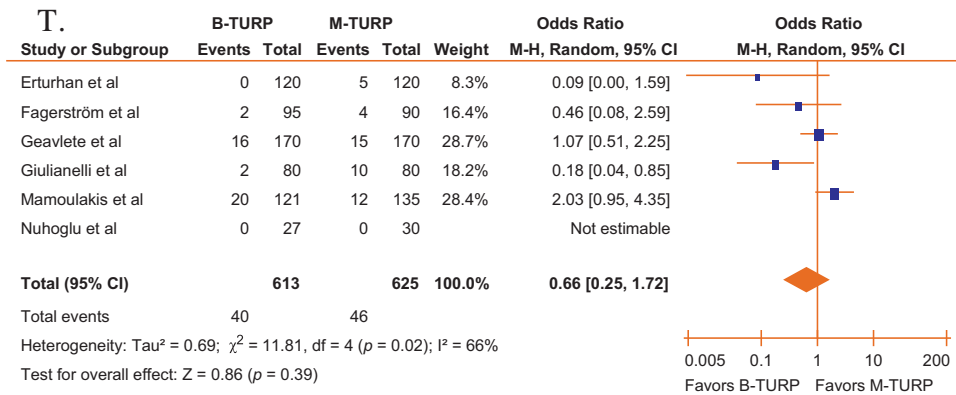 T.
B-TURP M-TURP Odds Ratio Odds Ratio
Study or Subgroup Events Total Events Total Weight M-H, Random, 95% CI M-H, Random, 95% CI
Erturhan et al 0 120 5 120 8.3% 0.09 [0.00, 1.59]
Fagerström et al 2 95 4 90 16.4% 0.46 [0.08, 2.59]
Geavlete et al 16 170 15 170 28.7% 1.07 [0.51, 2.25]
Giulianelli et al 2 80 10 80 18.2% 0.18 [0.04, 0.85]
Mamoulakis et al 20 121 12 135 28.4% 2.03 [0.95, 4.35]
Nuhoglu et al 0 27 0 30 Not estimable
Total (95% CI) 613 625 100.0% 0.66 [0.25, 1.72]
Total events 40 46
Heterogeneity: Tau² = 0.69; χ² = 11.81, df = 4 (p = 0.02); I² = 66%
Test for overall effect: Z = 0.86 (p = 0.39)
0.005 0.1 1 10 200
Favors B-TURP Favors M-TURP